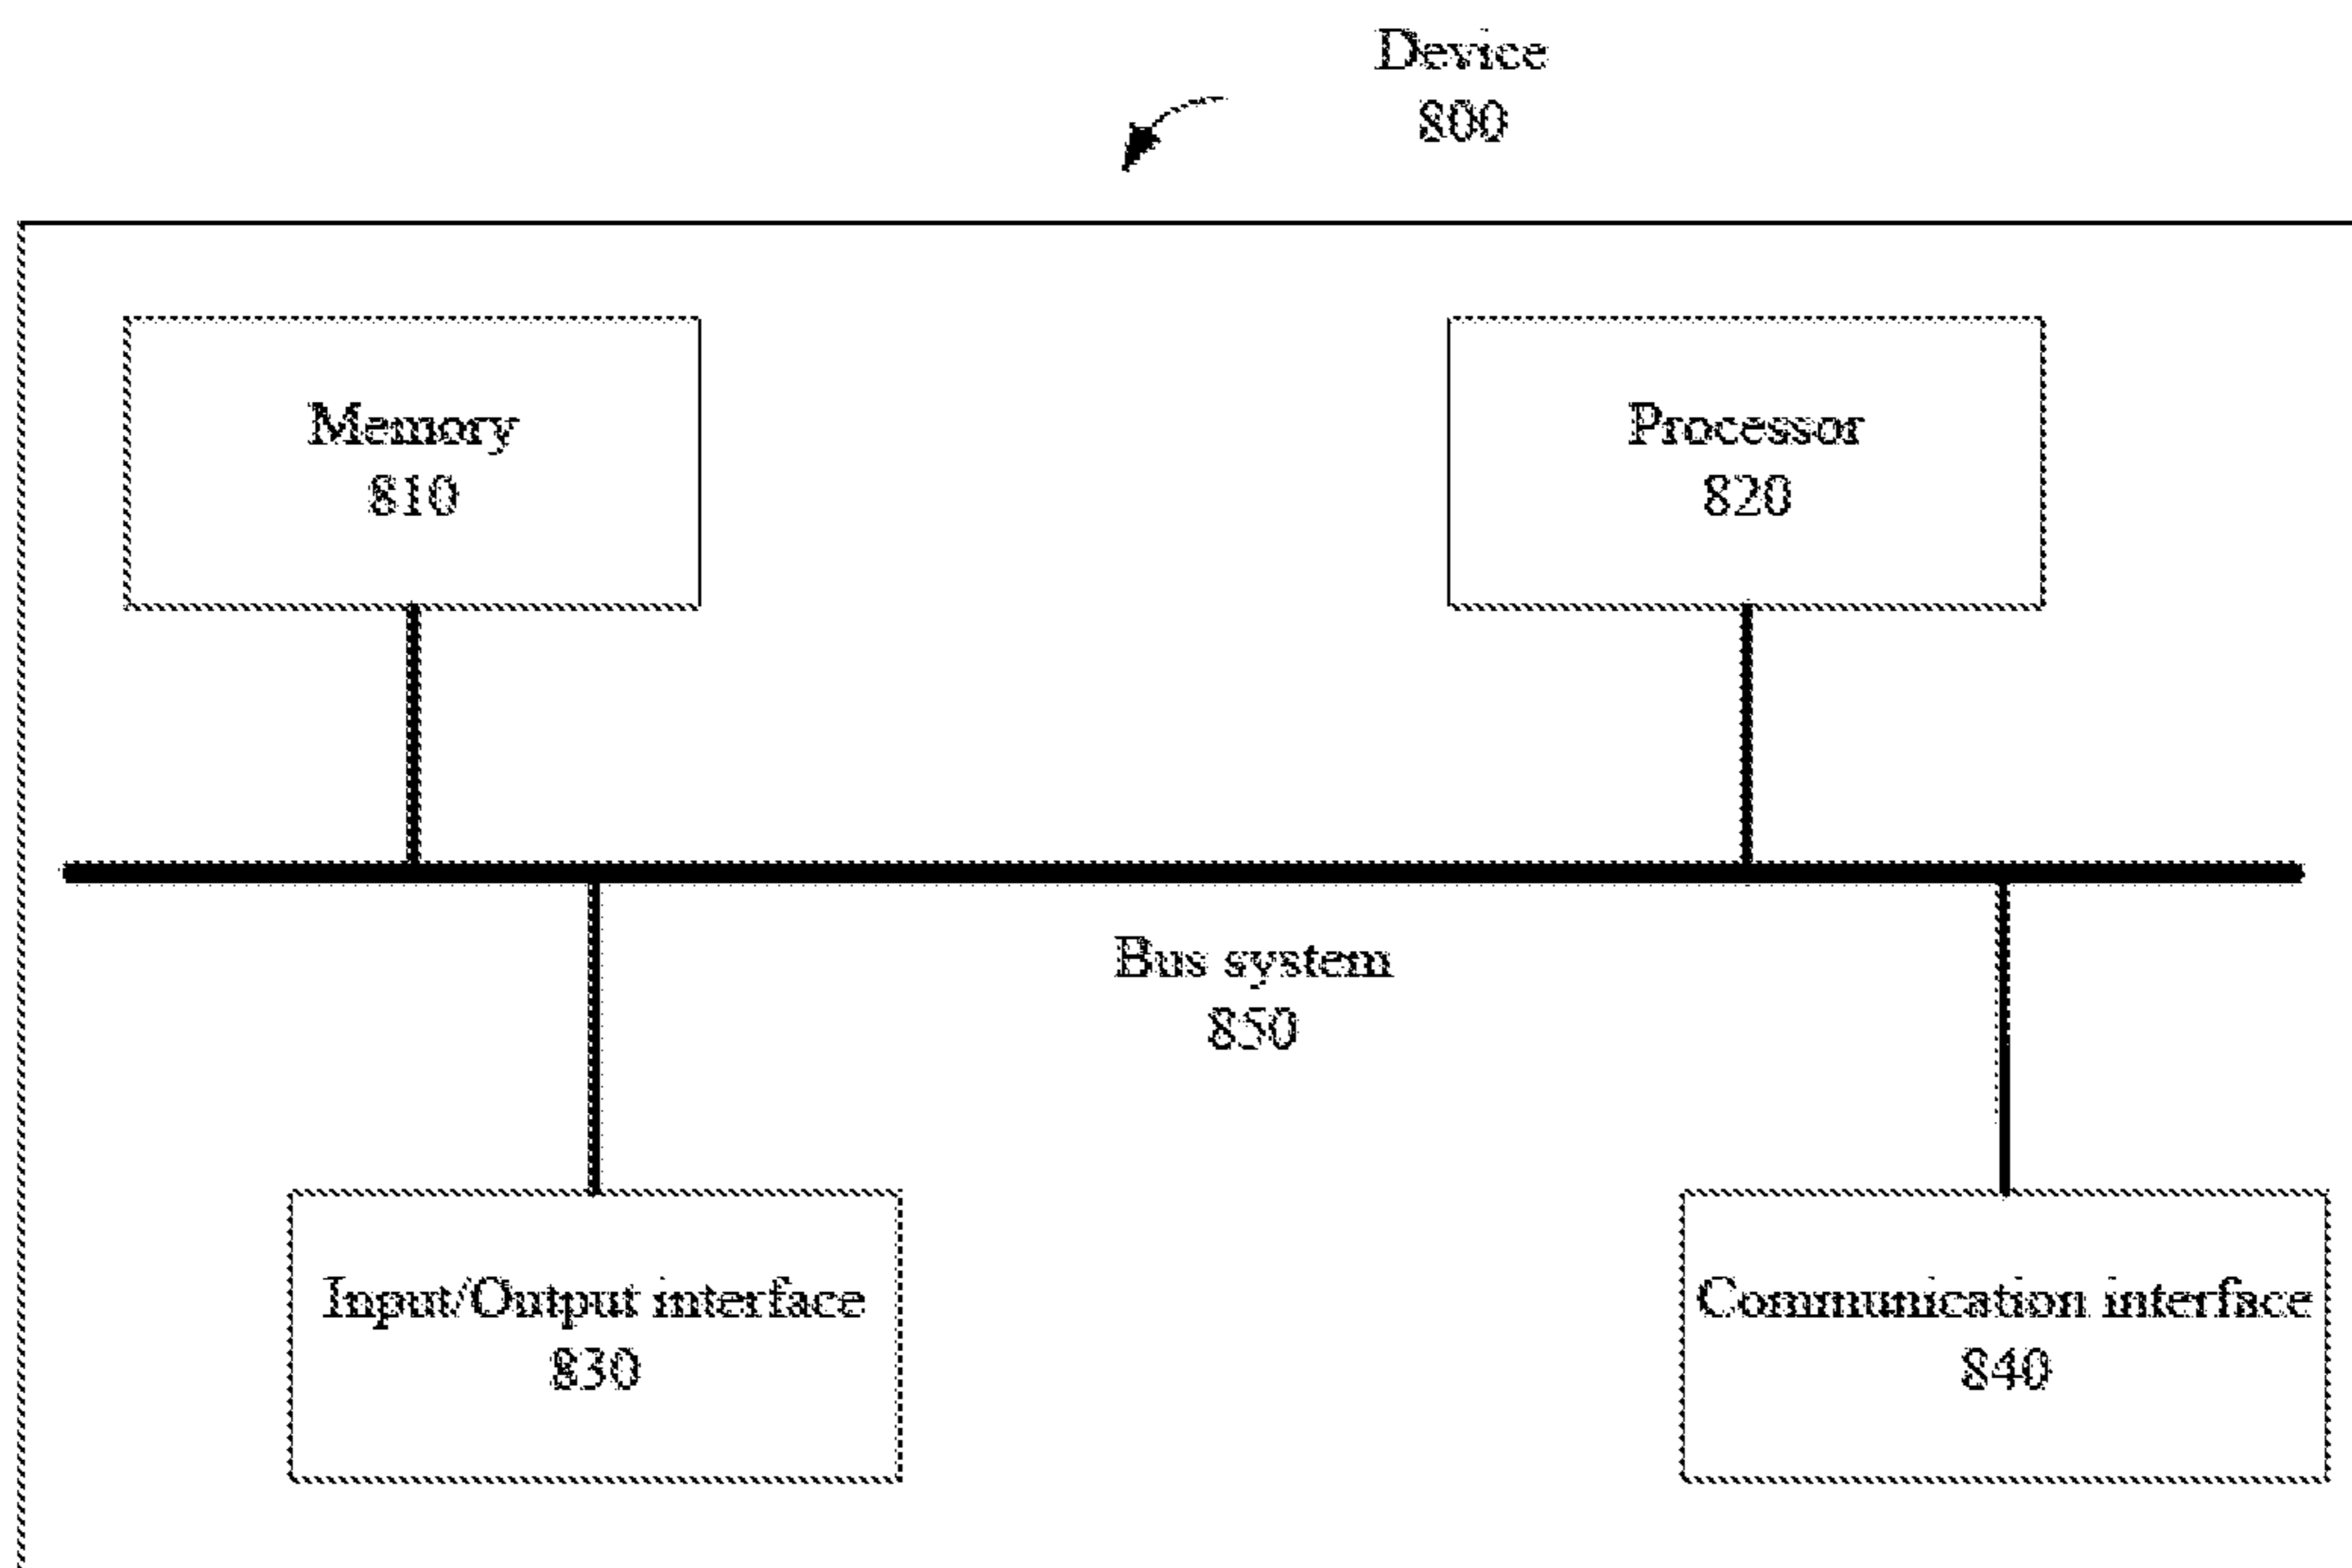 Device
800
Memory
810
Processor
820
Bus system
850
Input/Output interface
830
Communication interface
840